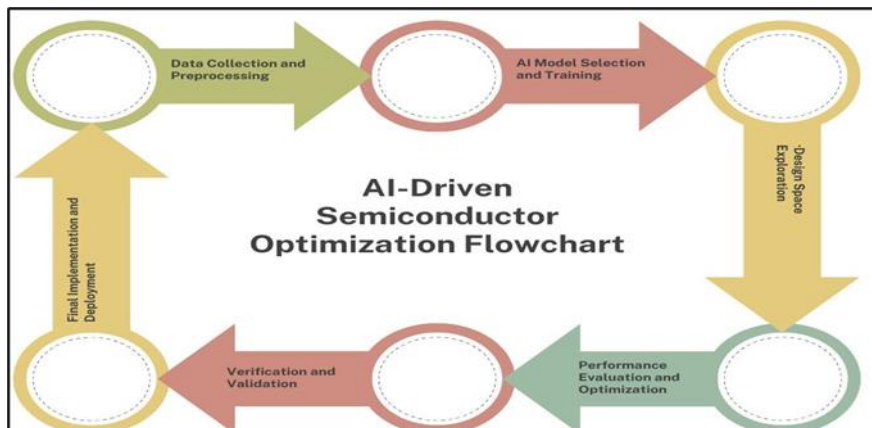 Data Collection and
Preprocessing
AI Model Selection
and Training
·Design Space
Exploration
AI-Driven
Semiconductor
Optimization Flowchart
Final Implementation and
Deployment
Verification and
Validation
Performance
Evaluation and
Optimization